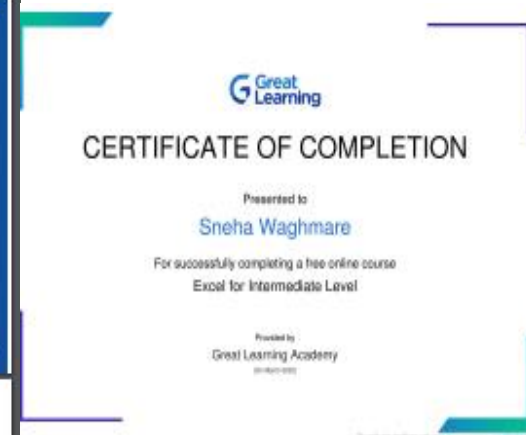 Great
Learning
CERTIFICATE OF COMPLETION
Presented to
Sneha Waghmare
For successfully completing a free online course
Excel for Intermediate Level
Provided by
Great Learning Academy